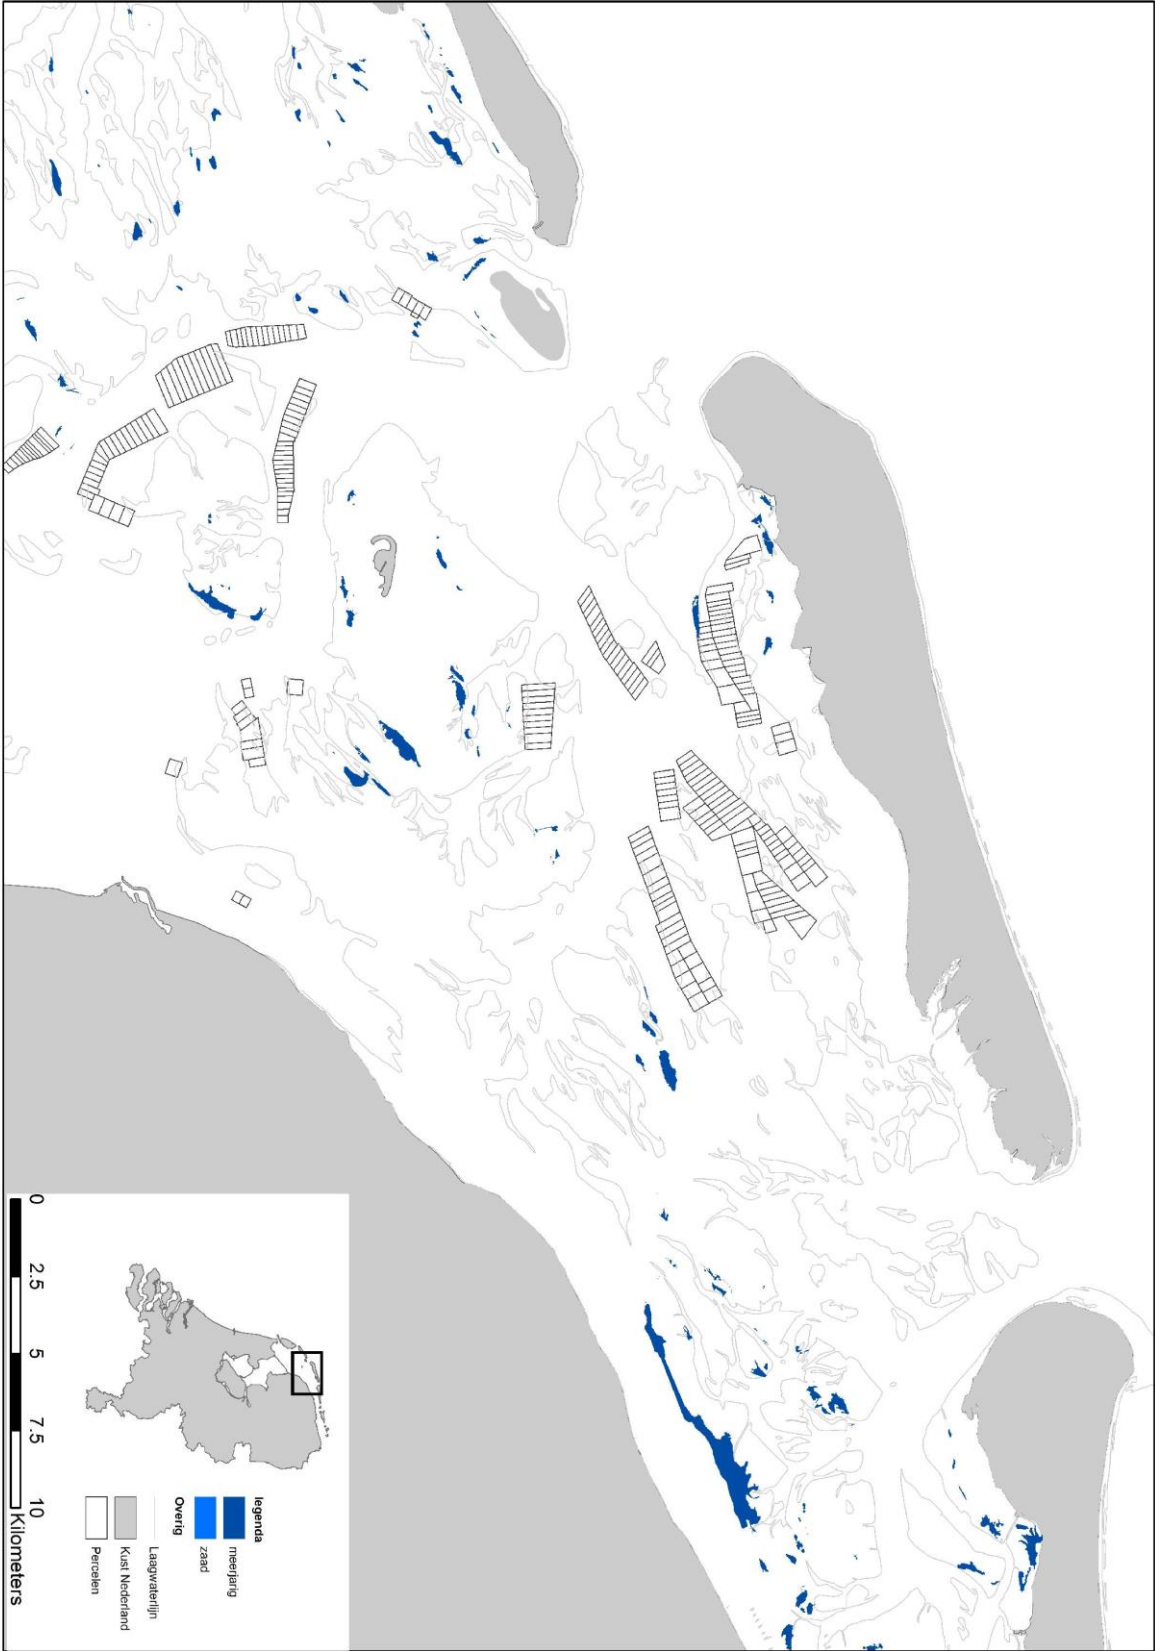 legenda
meerjarig
zaad
Overig
Laagwaterlijn
Kust Nederland
Percelen
0 2.5 5 7.5 10
Kilometers